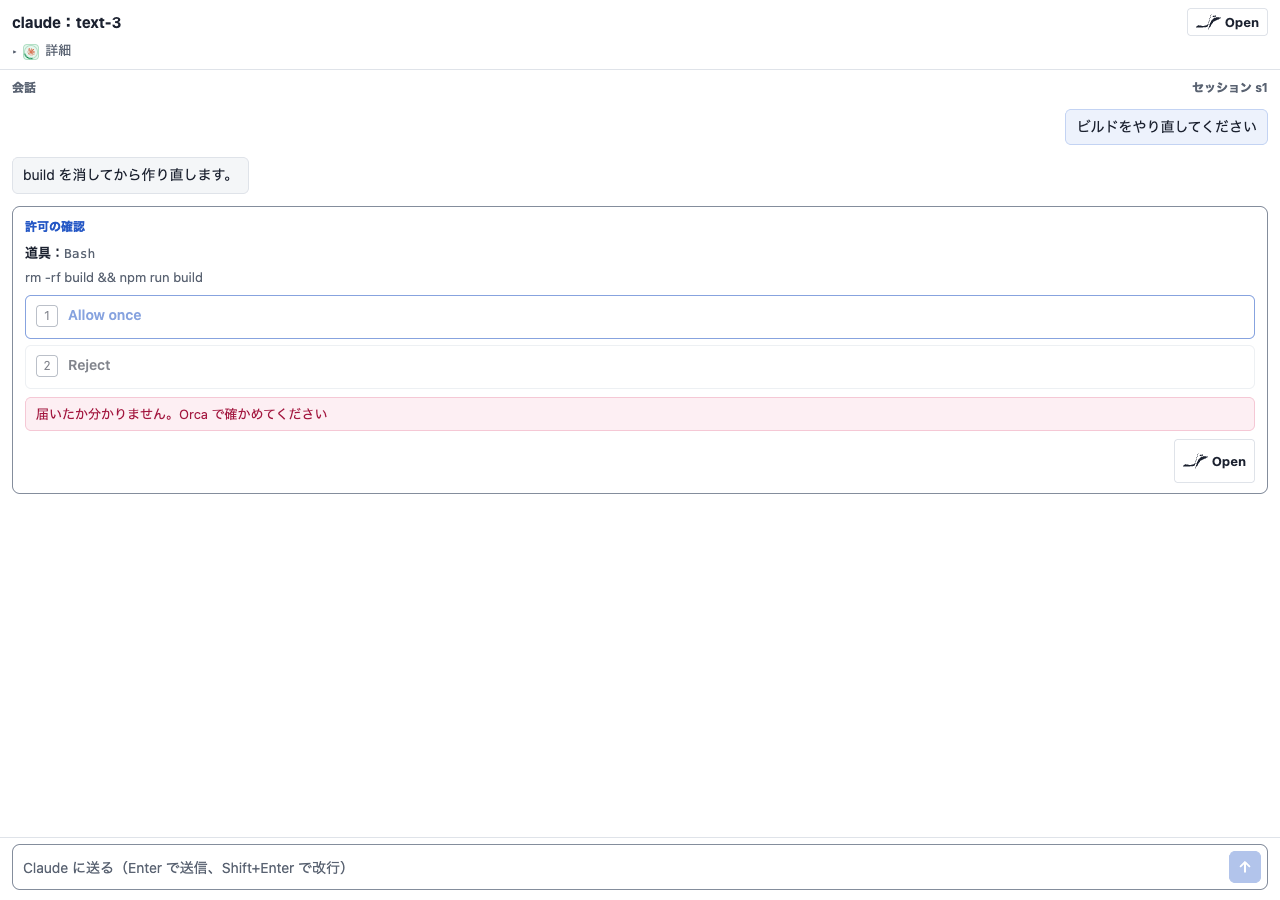 claude：text-3
Open
詳細
会話
セッション s1
ビルドをやり直してください
build を消してから作り直します。
許可の確認
道具：Bash
rm -rf build && npm run build
1 Allow once
2 Reject
届いたか分かりません。Orca で確かめてください
Open
Claude に送る（Enter で送信、Shift+Enter で改行）